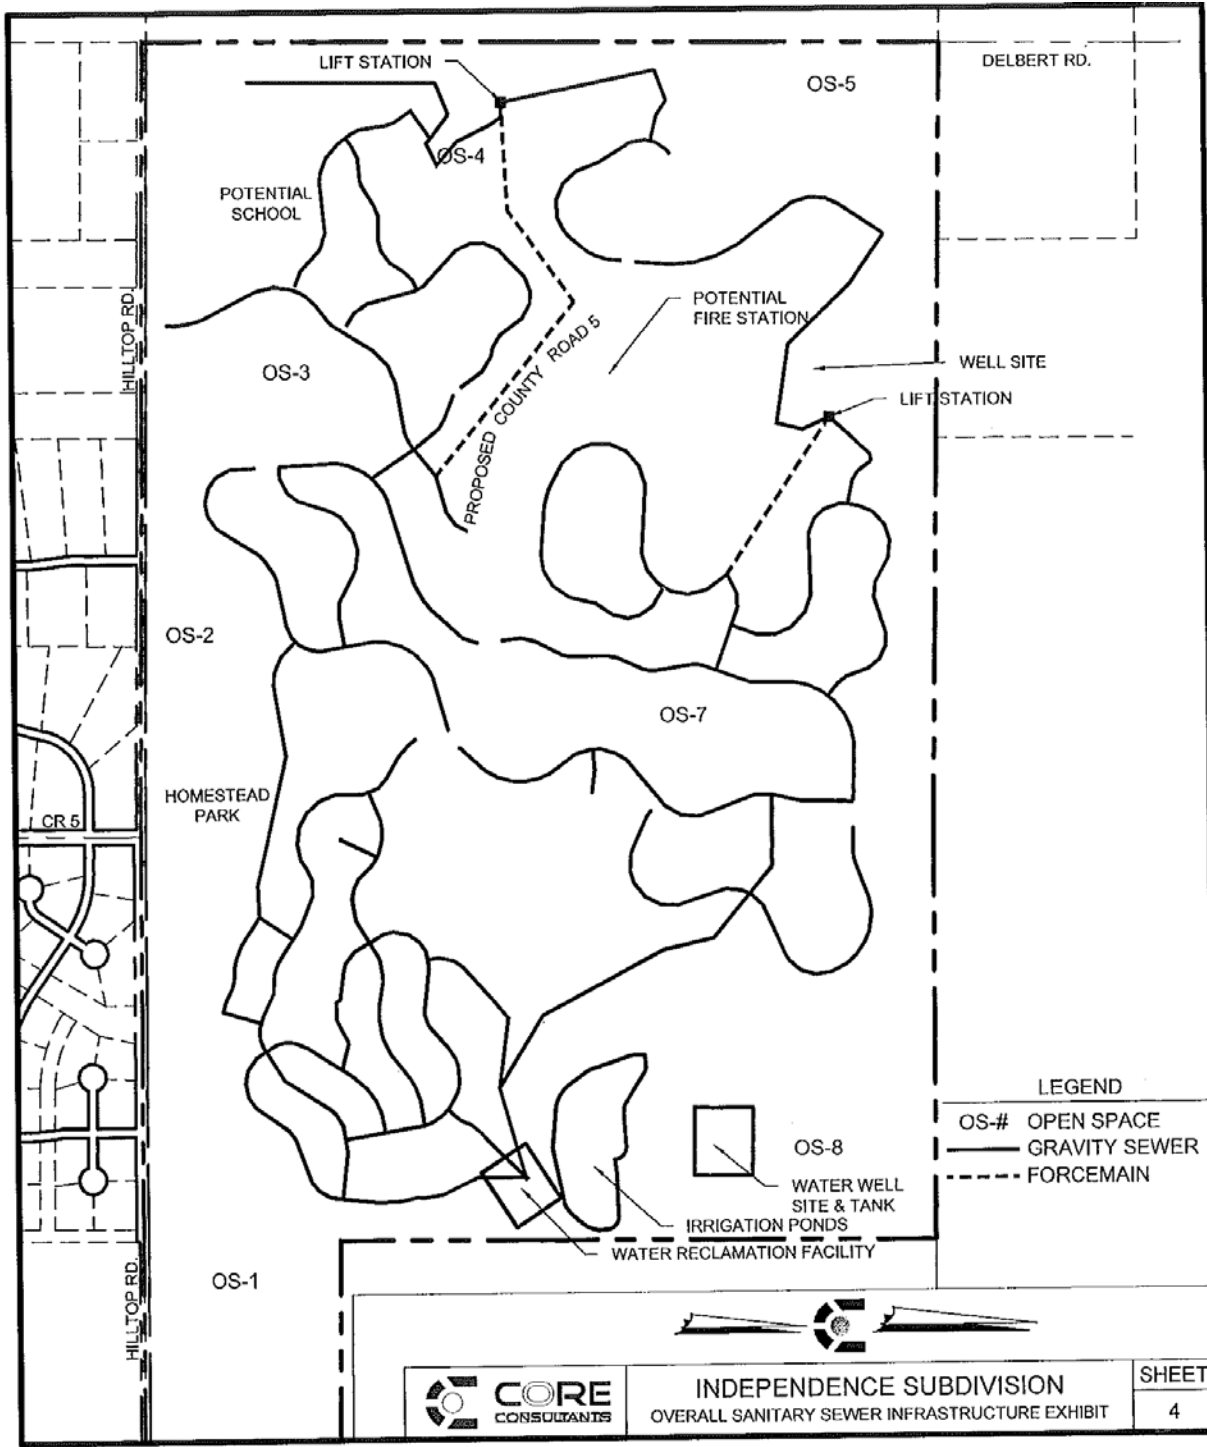 LIFT STATION
DELBERT RD.
OS-5
OS-4
POTENTIAL
SCHOOL
HILLTOP RD.
POTENTIAL
FIRE STATION
PROPOSED COUNTY ROAD 5
OS-3
WELL SITE
LIFT STATION
OS-2
OS-7
HOMESTEAD
PARK
CR 5
LEGEND
OS-# OPEN SPACE
GRAVITY SEWER
FORCEMAIN
OS-8
WATER WELL
SITE & TANK
IRRIGATION PONDS
WATER RECLAMATION FACILITY
OS-1
HILLTOP RD.
CORE
CONSULTANTS
INDEPENDENCE SUBDIVISION
OVERALL SANITARY SEWER INFRASTRUCTURE EXHIBIT
SHEET
4